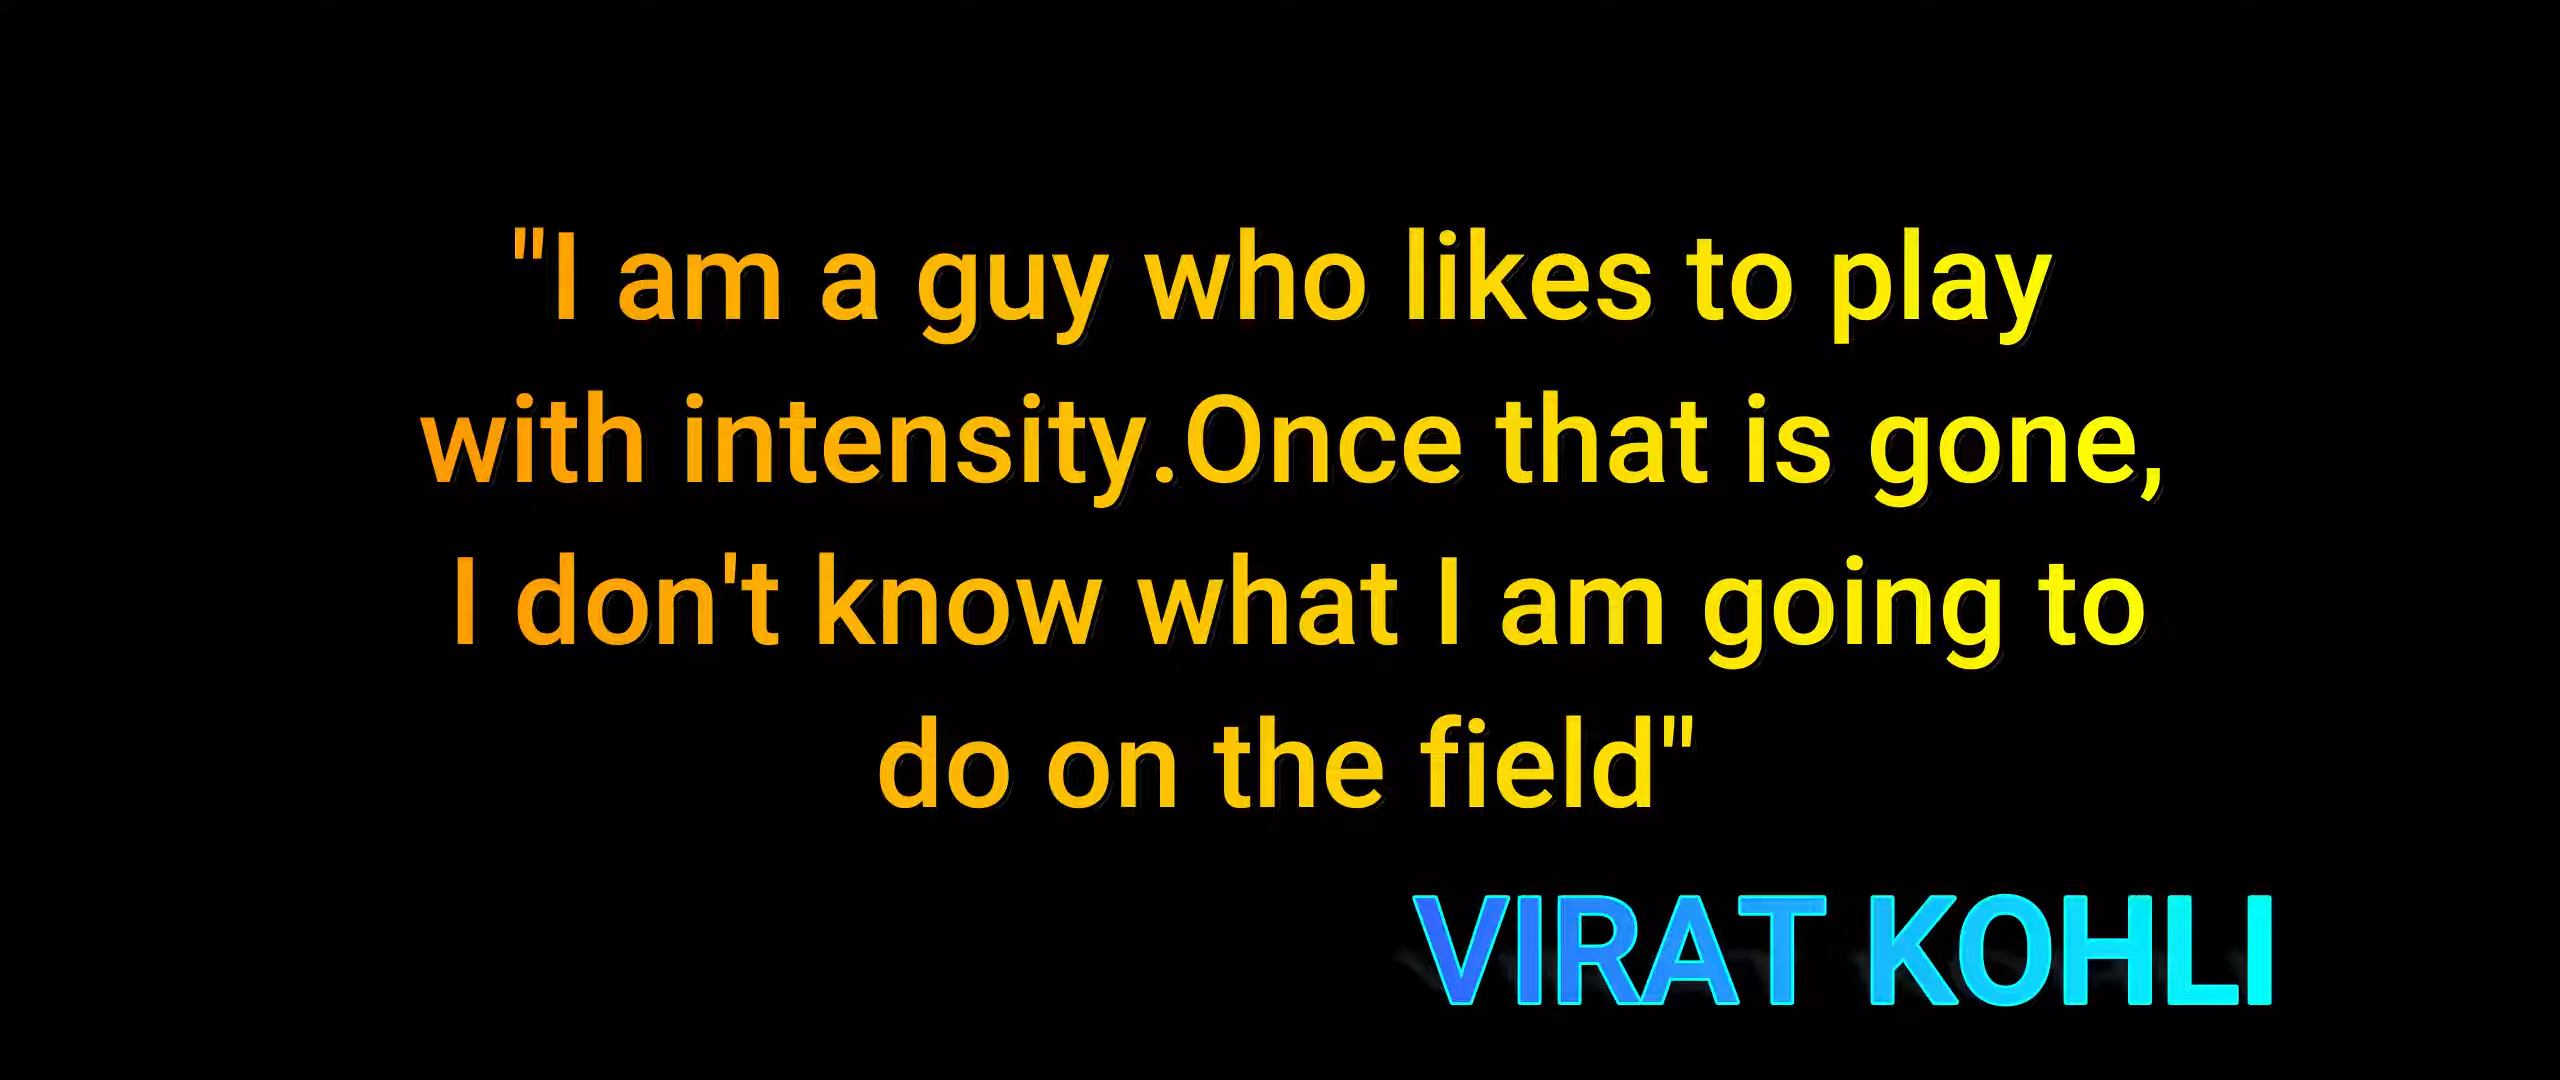 "I am a guy who likes to play
with intensity.Once that is gone,
I don't know what I am going to
do on the field"
VIRAT KOHLI